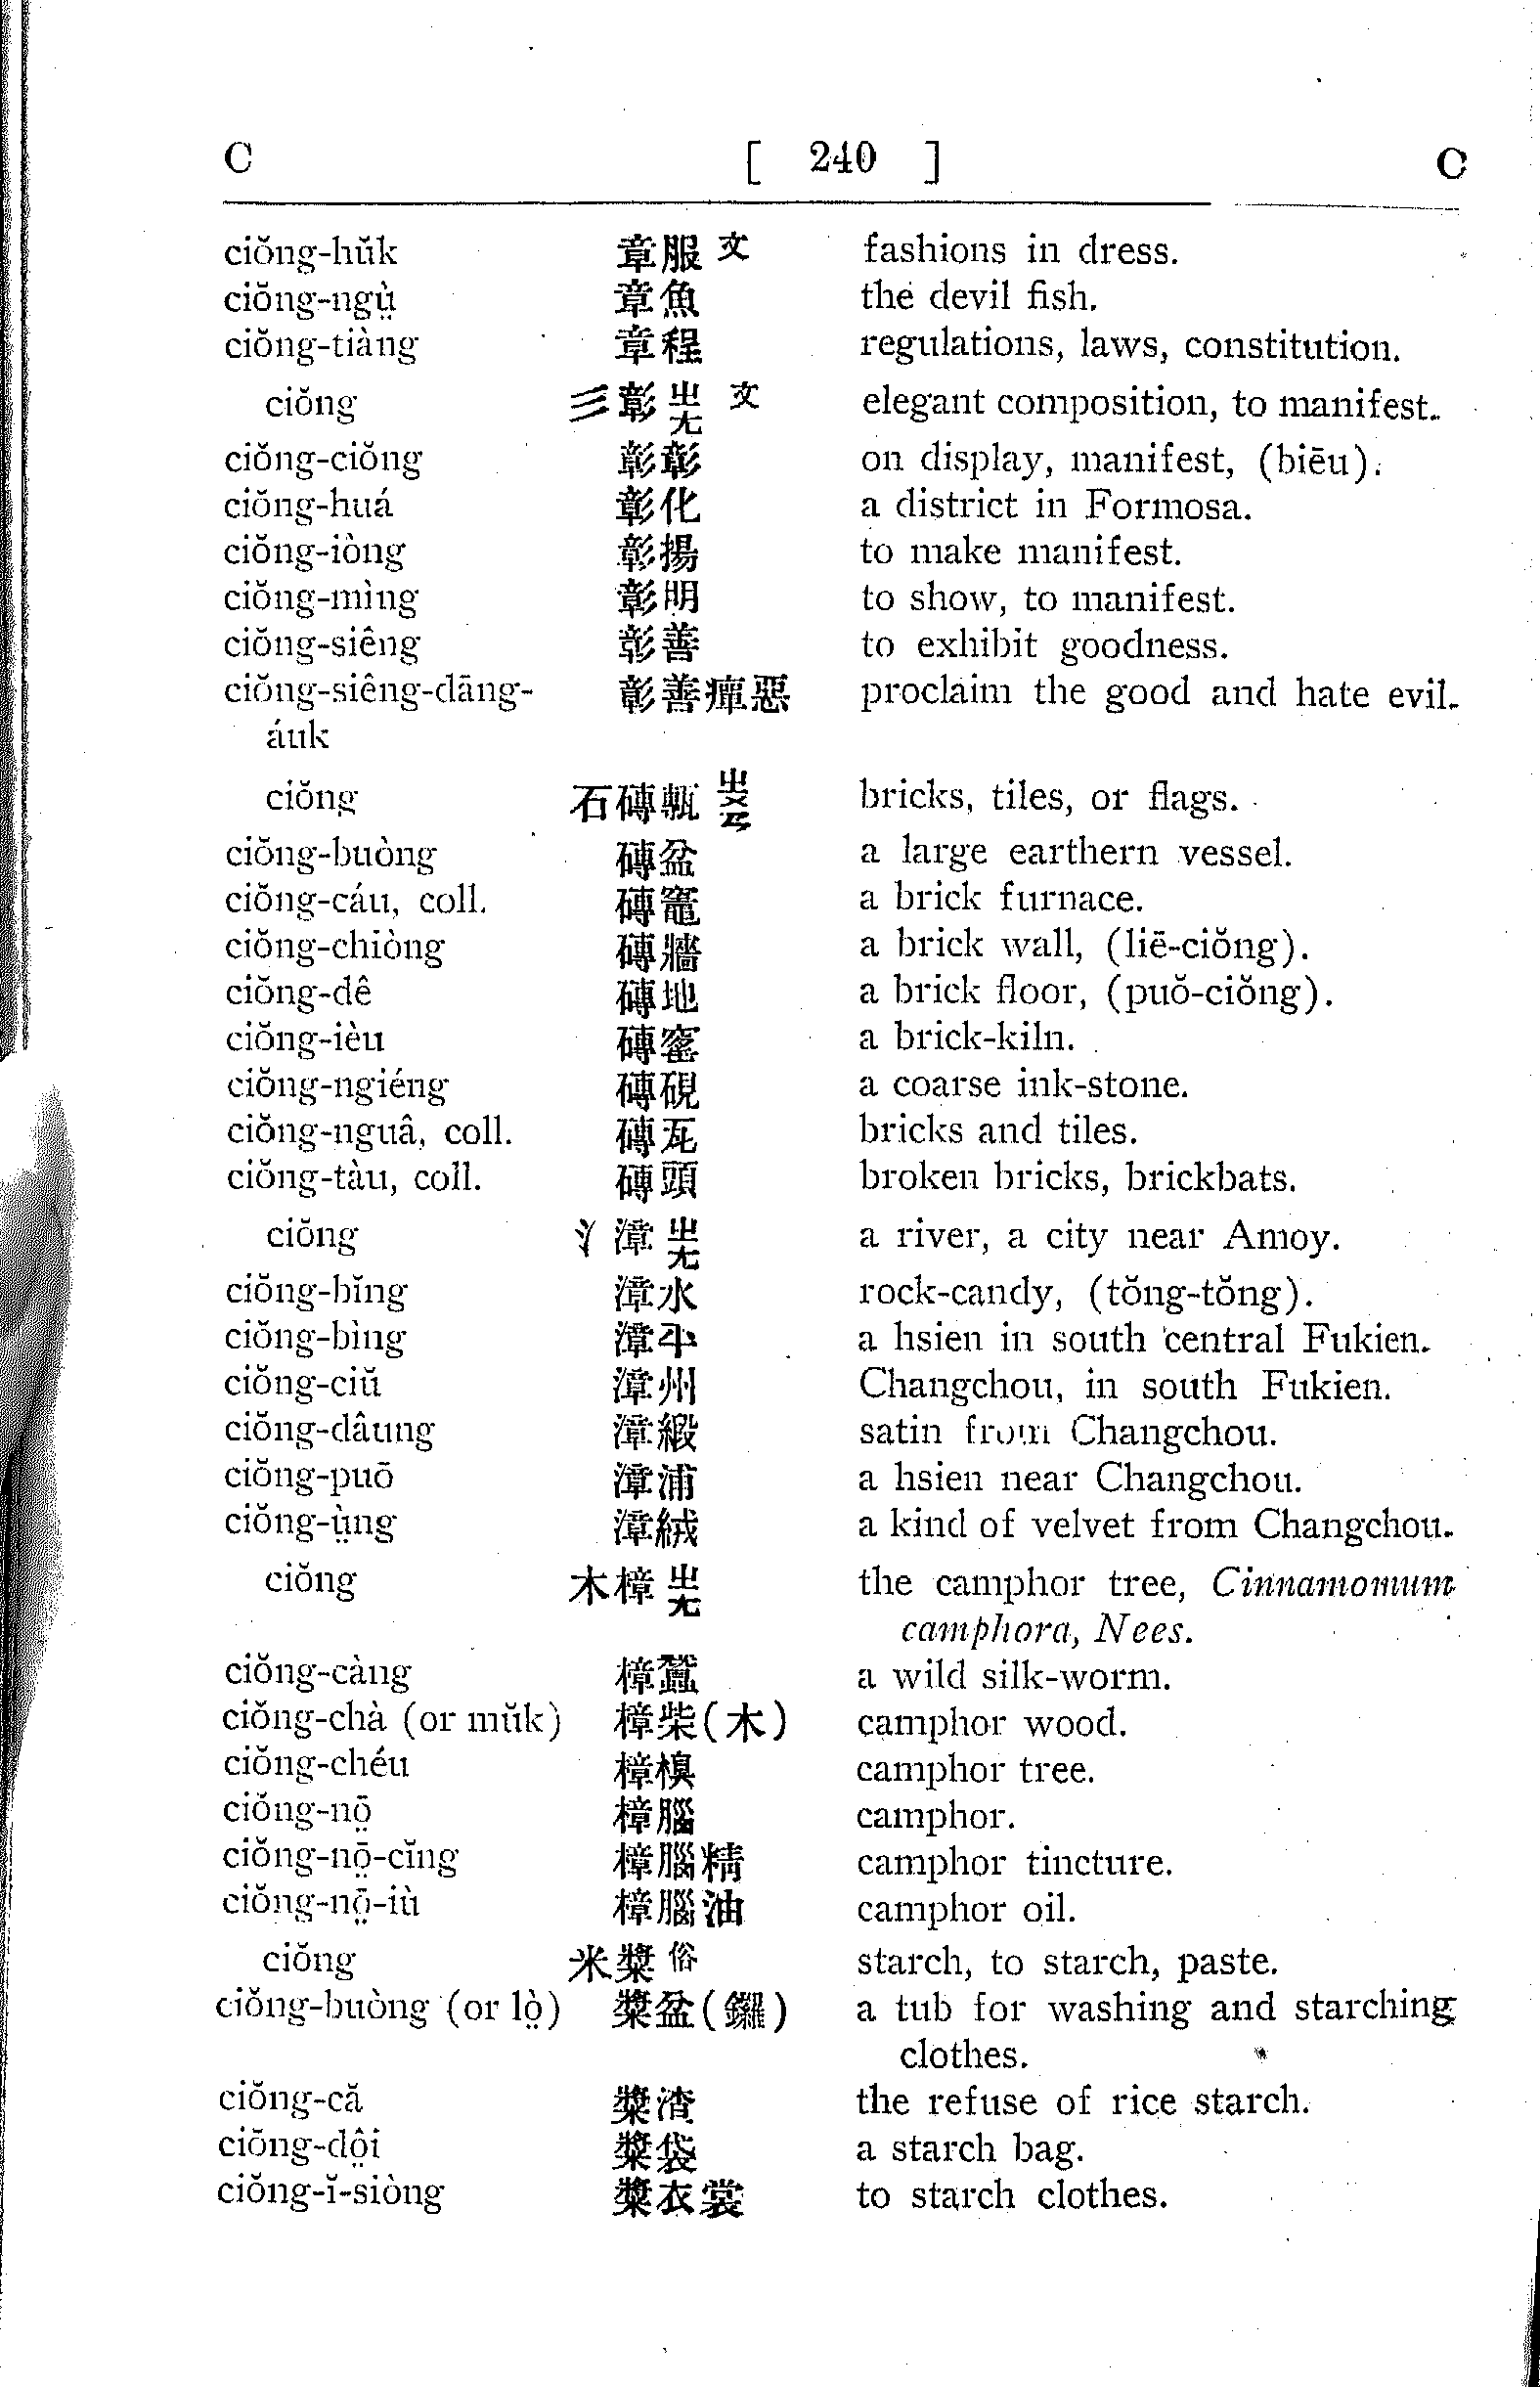 C [ 240 ] C
ciŏng-hŭk 章服 文 fashions in dress.
ciŏng-ngṳ̀ 章魚 the devil fish.
ciŏng-tiàng 章程 regulations, laws, constitution.
ciŏng 彡彰 ㄓㄤ 文 elegant composition, to manifest.
ciŏng-ciŏng 彰彰 on display, manifest, (biēu).
ciŏng-huá 彰化 a district in Formosa.
ciŏng-iòng 彰揚 to make manifest.
ciŏng-mìng 彰明 to show, to manifest.
ciŏng-siêng 彰善 to exhibit goodness.
ciŏng-siêng-dāng- 彰善癉惡 proclaim the good and hate evil.
áuk
ciŏng 石磚甎 ㄓㄨㄢ bricks, tiles, or flags.
ciŏng-buòng 磚盆 a large earthern vessel.
ciŏng-cáu, coll. 磚竈 a brick furnace.
ciŏng-chiòng 磚牆 a brick wall, (liē-ciŏng).
ciŏng-dê 磚地 a brick floor, (puŏ-ciŏng).
ciŏng-ièu 磚窰 a brick-kiln.
ciŏng-ngiéng 磚硯 a coarse ink-stone.
ciŏng-nguâ, coll. 磚瓦 bricks and tiles.
ciŏng-tàu, coll. 磚頭 broken bricks, brickbats.
ciŏng 氵漳 ㄓㄤ a river, a city near Amoy.
ciŏng-bĭng 漳水 rock-candy, (tŏng-tŏng).
ciŏng-bìng 漳平 a hsien in south central Fukien.
ciŏng-ciŭ 漳州 Changchou, in south Fukien.
ciŏng-dâung 漳緞 satin from Changchou.
ciŏng-puō 漳浦 a hsien near Changchou.
ciŏng-ṳ̀ng 漳絨 a kind of velvet from Changchou.
ciŏng 木樟 ㄓㄤ the camphor tree, Cinnamomum
camphora, Nees.
ciŏng-càng 樟蠶 a wild silk-worm.
ciŏng-chà (or mŭk) 樟柴(木) camphor wood.
ciŏng-chéu 樟樹 camphor tree.
ciŏng-nō̤ 樟腦 camphor.
ciŏng-nō̤-cĭng 樟腦精 camphor tincture.
ciŏng-nō̤-iù 樟腦油 camphor oil.
ciŏng 米糨 俗 starch, to starch, paste.
ciŏng-buòng (or lò̤) 盆 a tub for washing and starching
clothes.
ciŏng-că 渣 the refuse of rice starch.
ciŏng-dô̤i 袋 a starch bag.
ciŏng-ĭ-siòng 衣裳 to starch clothes.